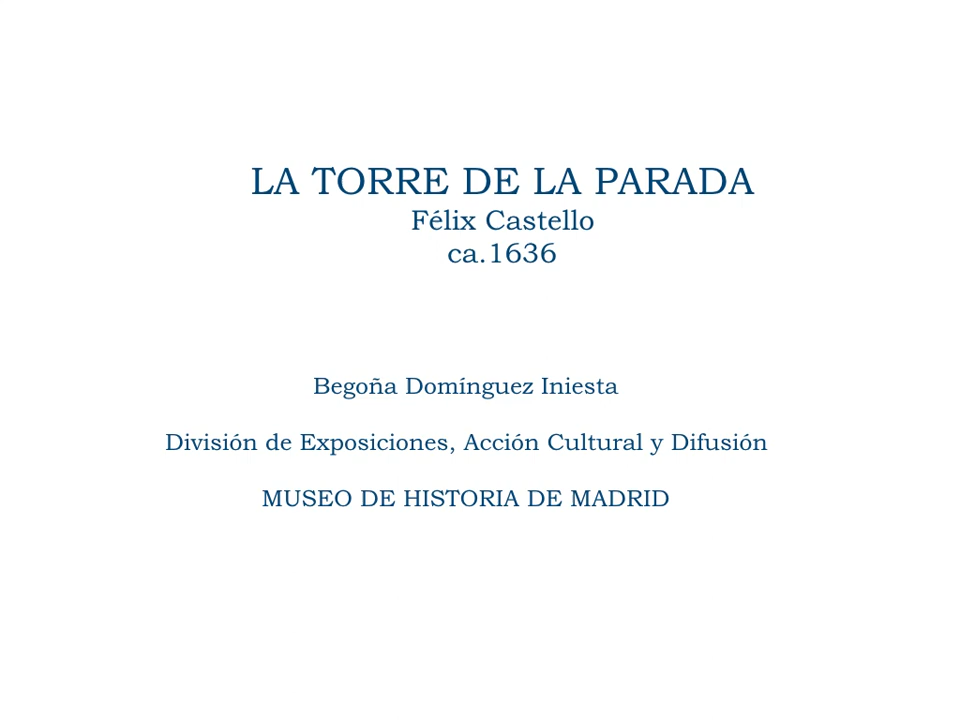 LA TORRE DE LA PARADA
Félix Castello
ca.1636
Begoña Domínguez Iniesta
División de Exposiciones, Acción Cultural y Difusión
MUSEO DE HISTORIA DE MADRID